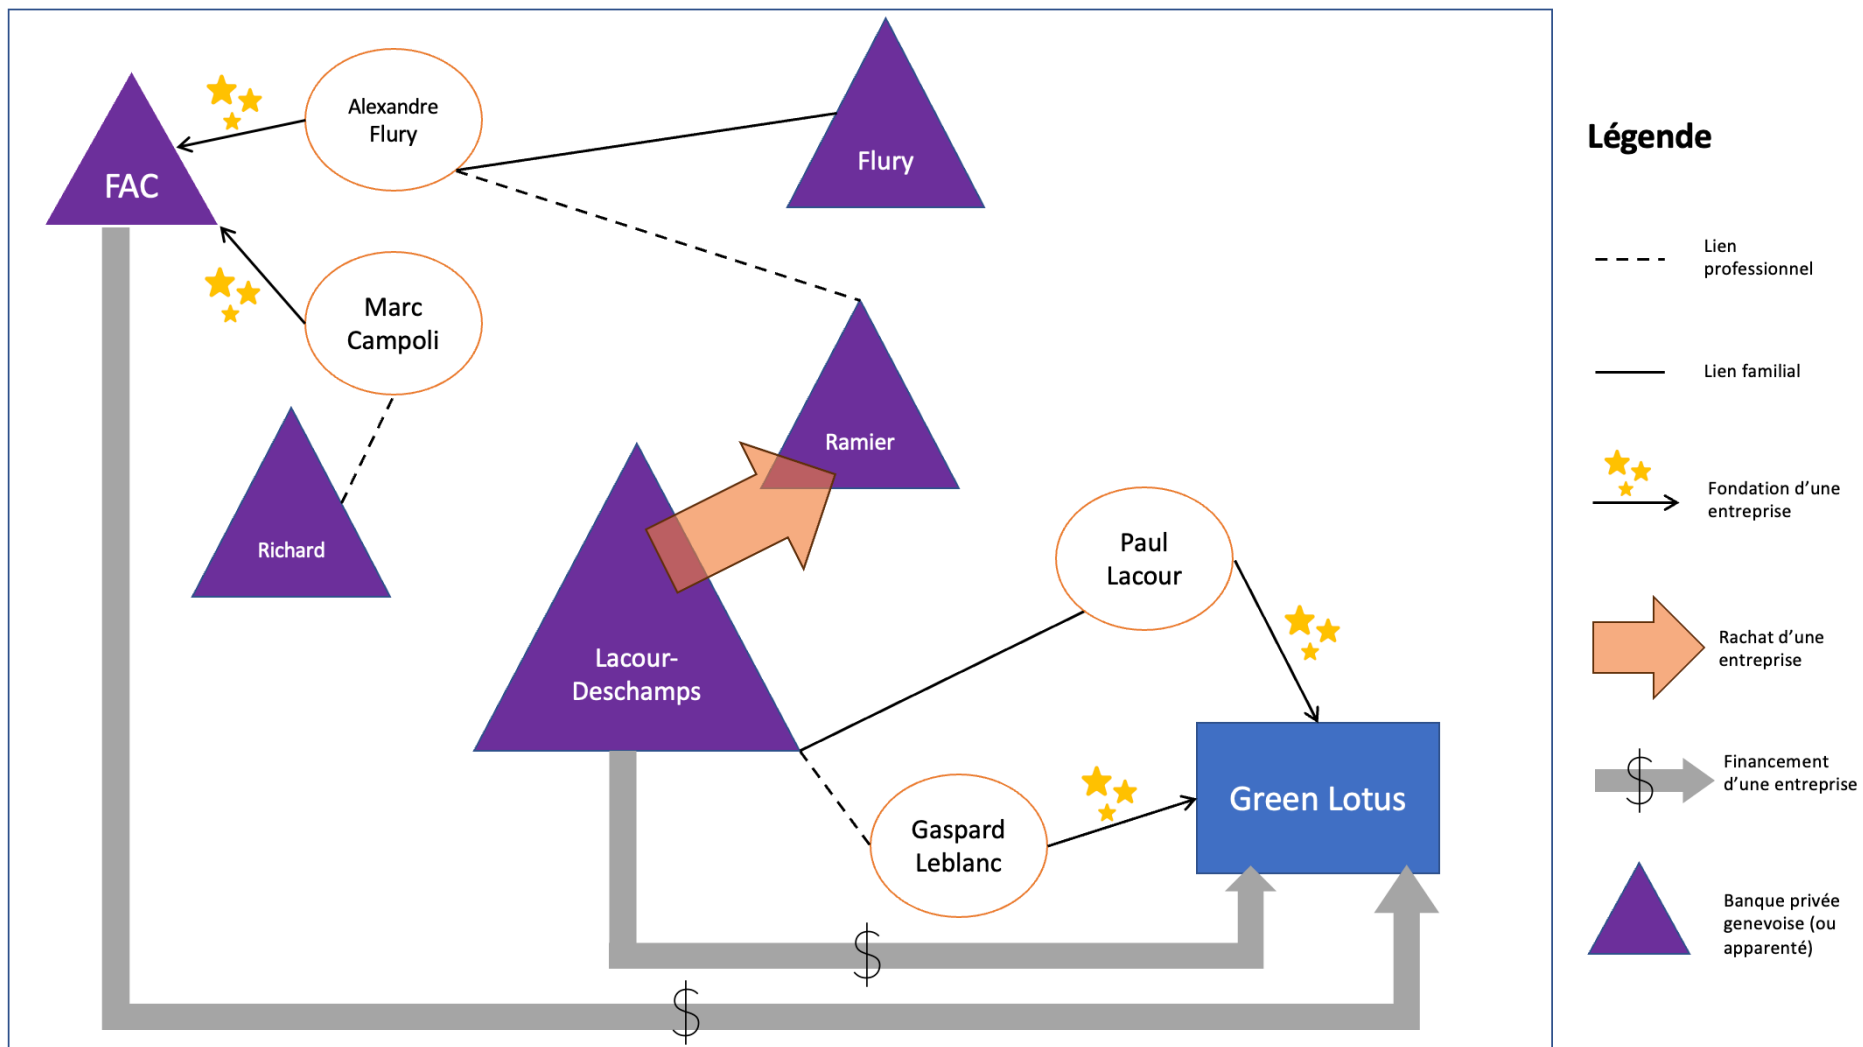 Alexandre
Flury
FAC
Flury
Marc
Campoli
Ramier
Richard
Paul
Lacour
Lacour-
Deschamps
Green Lotus
Gaspard
Leblanc
$
$
Légende
Lien
professionnel
Lien familial
Fondation d’une
entreprise
Rachat d’une
entreprise
$
Financement
d’une entreprise
Banque privée
genevoise (ou
apparenté)